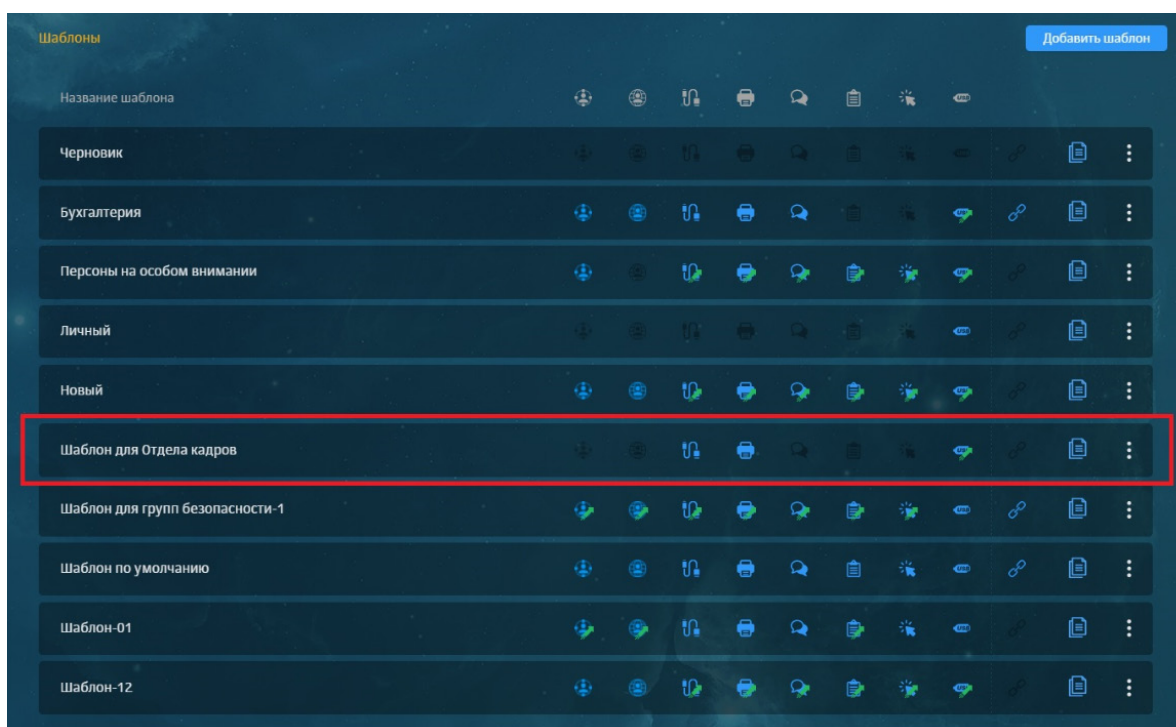 Шаблоны
Добавить шаблон
Название шаблона
Черновик
Бухгалтерия
Персоны на особом внимании
Личный
Новый
Шаблон для Отдела кадров
Шаблон для групп безопасности-1
Шаблон по умолчанию
Шаблон-01
Шаблон-12